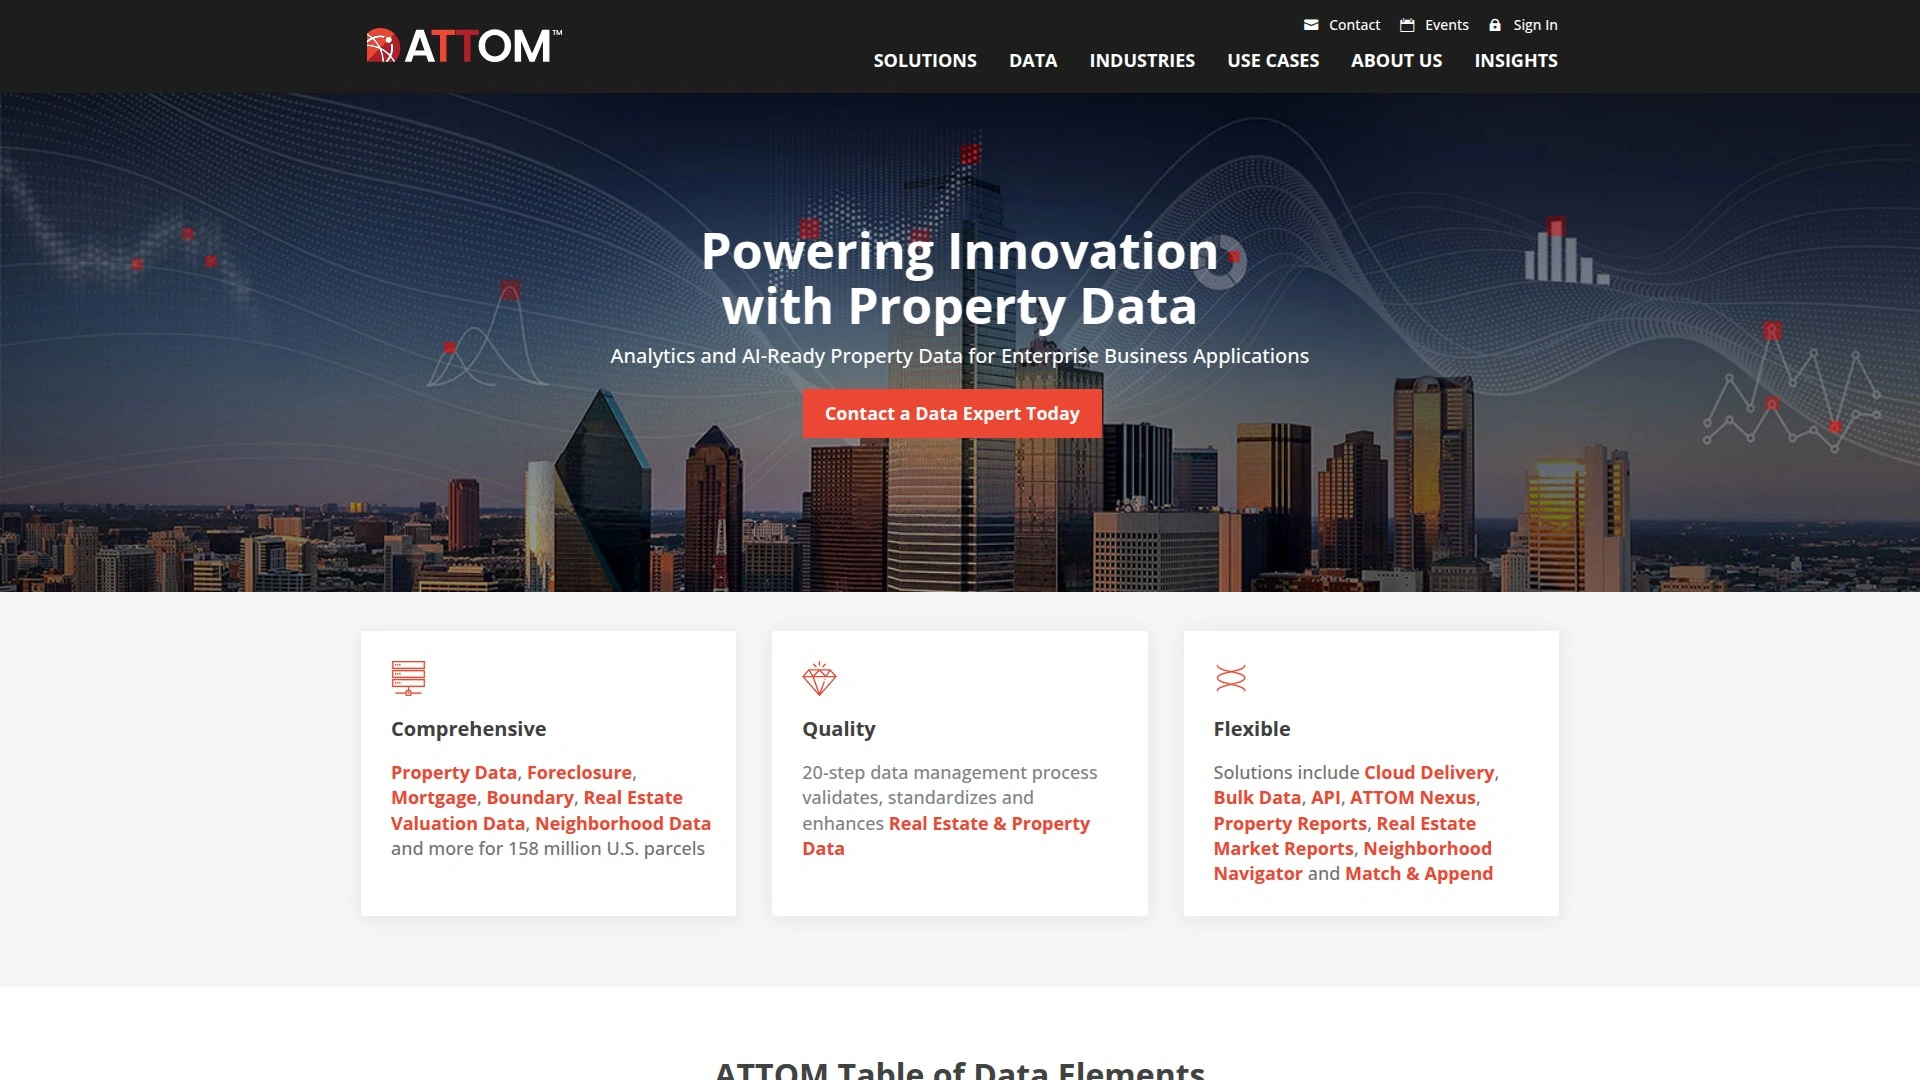 ATTOM™
Contact
Events
Sign In
SOLUTIONS
DATA
INDUSTRIES
USE CASES
ABOUT US
INSIGHTS
Powering Innovation
with Property Data
Analytics and AI-Ready Property Data for Enterprise Business Applications
Contact a Data Expert Today
Comprehensive
Property Data, Foreclosure,
Mortgage, Boundary, Real Estate
Valuation Data, Neighborhood Data
and more for 158 million U.S. parcels
Quality
20-step data management process
validates, standardizes and
enhances Real Estate & Property
Data
Flexible
Solutions include Cloud Delivery,
Bulk Data, API, ATTOM Nexus,
Property Reports, Real Estate
Market Reports, Neighborhood
Navigator and Match & Append
ATTOM Table of Data Elements